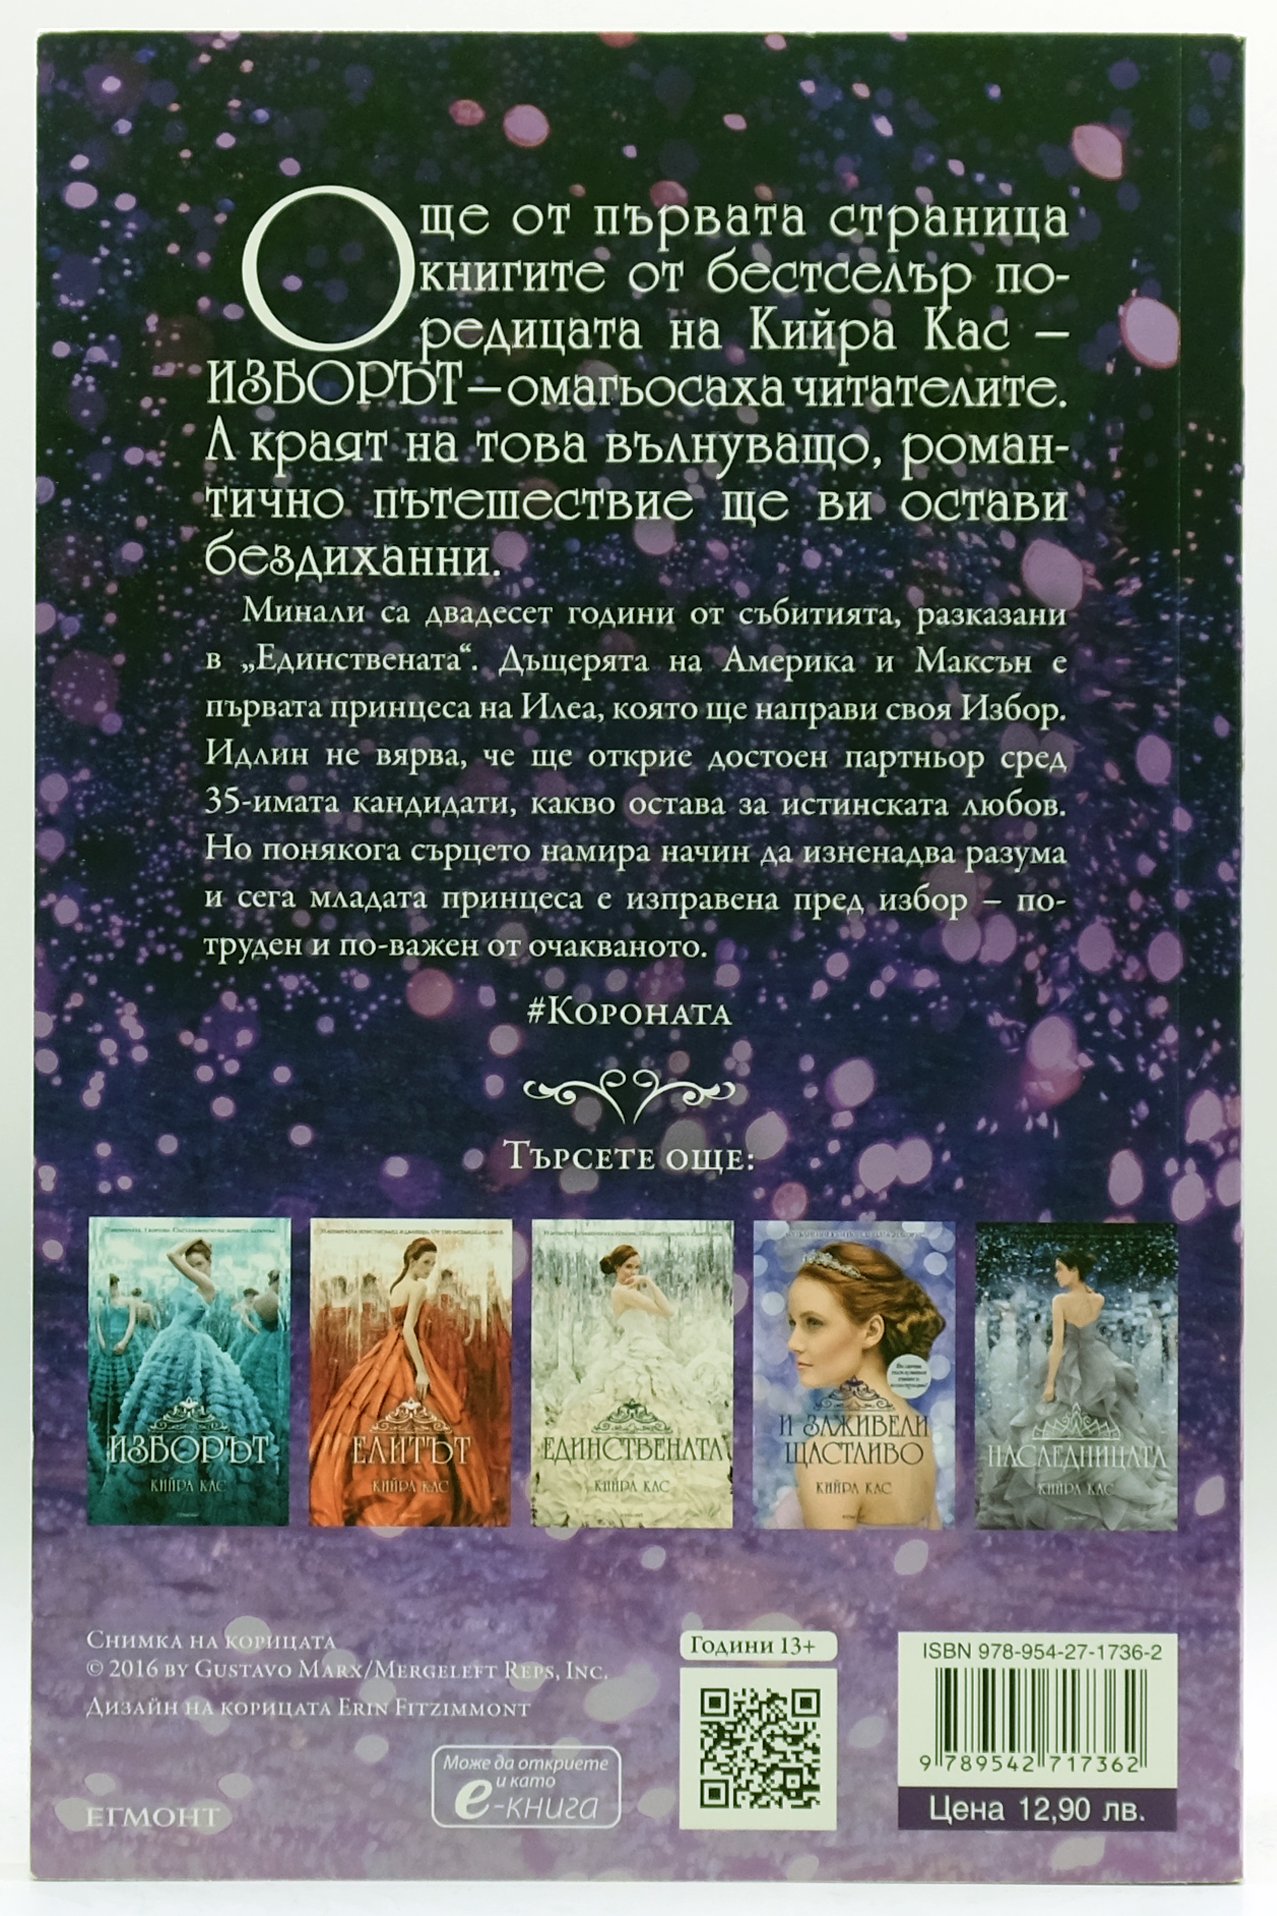 Още от първата страница
книгите от бестселър по-
редицата на Кийра Кас –
ИЗБОРЪТ – омагьосаха читателите.
А краят на това вълнуващо, роман-
тично пътешествие ще ви остави
бездиханни.
Минали са двадесет години от събитията, разказани
в „Единствената“. Дъщерята на Америка и Максън е
първата принцеса на Илеа, която ще направи своя Избор.
Идлин не вярва, че ще открие достоен партньор сред
35-имата кандидати, какво остава за истинската любов.
Но понякога сърцето намира начин да изненадва разума
и сега младата принцеса е изправена пред избор – по-
труден и по-важен от очакваното.
#Короната
Търсете още:
ИЗБОРЪТ
КИЙРА КАС
ЕЛИТЪТ
КИЙРА КАС
ЕДИНСТВЕНАТА
КИЙРА КАС
И ЗАЖИВЕЛИ
ЩАСТЛИВО
КИЙРА КАС
НАСЛЕДНИЦАТА
КИЙРА КАС
Снимка на корицата
© 2016 by Gustavo Marx/Mergeleft Reps, Inc.
Дизайн на корицата Erin Fitzimmont
Може да откриете
и като
е-книга
ЕГМОНТ
Години 13+
ISBN 978-954-27-1736-2
9 789542 717362
Цена 12,90 лв.